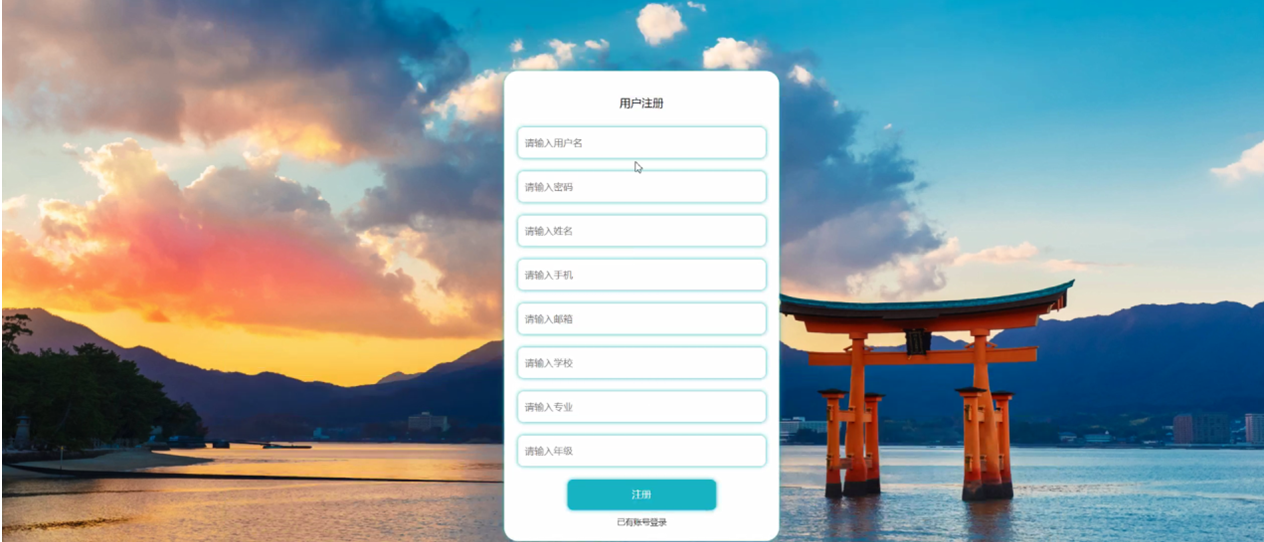 用户注册
请输入用户名
请输入密码
请输入姓名
请输入手机
请输入邮箱
请输入学校
请输入专业
请输入年级
注册
已有账号登录